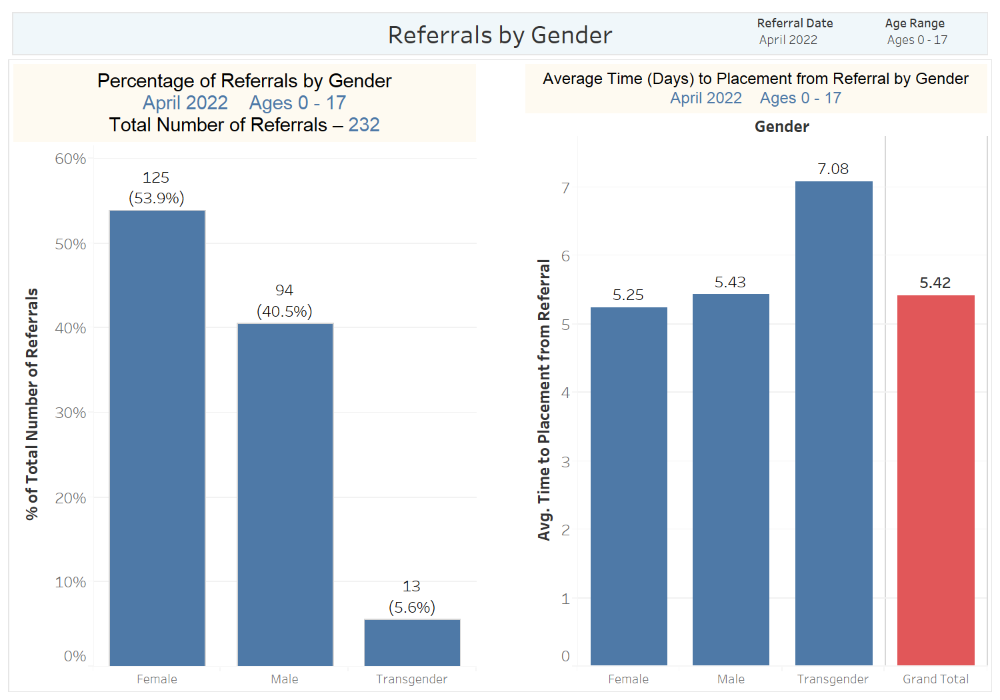 Referrals by Gender
Referral Date
April 2022
Age Range
Ages 0 - 17
Percentage of Referrals by Gender
April 2022 Ages 0 - 17
Total Number of Referrals – 232
% of Total Number of Referrals
60%
50%
40%
30%
20%
10%
0%
125
(53.9%)
94
(40.5%)
13
(5.6%)
Female
Male
Transgender
Average Time (Days) to Placement from Referral by Gender
April 2022 Ages 0 - 17
Gender
Avg. Time to Placement from Referral
7
6
5
4
3
2
1
0
5.25
5.43
7.08
5.42
Female
Male
Transgender
Grand Total